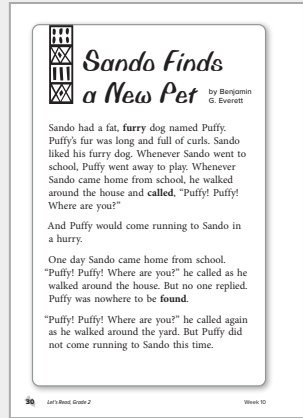 Sando Finds
a New Pet
by Benjamin
G. Everett
Sando had a fat, furry dog named Puffy.
Puffy's fur was long and full of curls. Sando
liked his furry dog. Whenever Sando went to
school, Puffy went away to play. Whenever
Sando came home from school, he walked
around the house and called, "Puffy! Puffy!
Where are you?"
And Puffy would come running to Sando in
a hurry.
One day Sando came home from school.
"Puffy! Puffy! Where are you?" he called as he
walked around the house. But no one replied.
Puffy was nowhere to be found.
"Puffy! Puffy! Where are you?" he called again
as he walked around the yard. But Puffy did
not come running to Sando this time.
30 Let's Read, Grade 2 Week 10